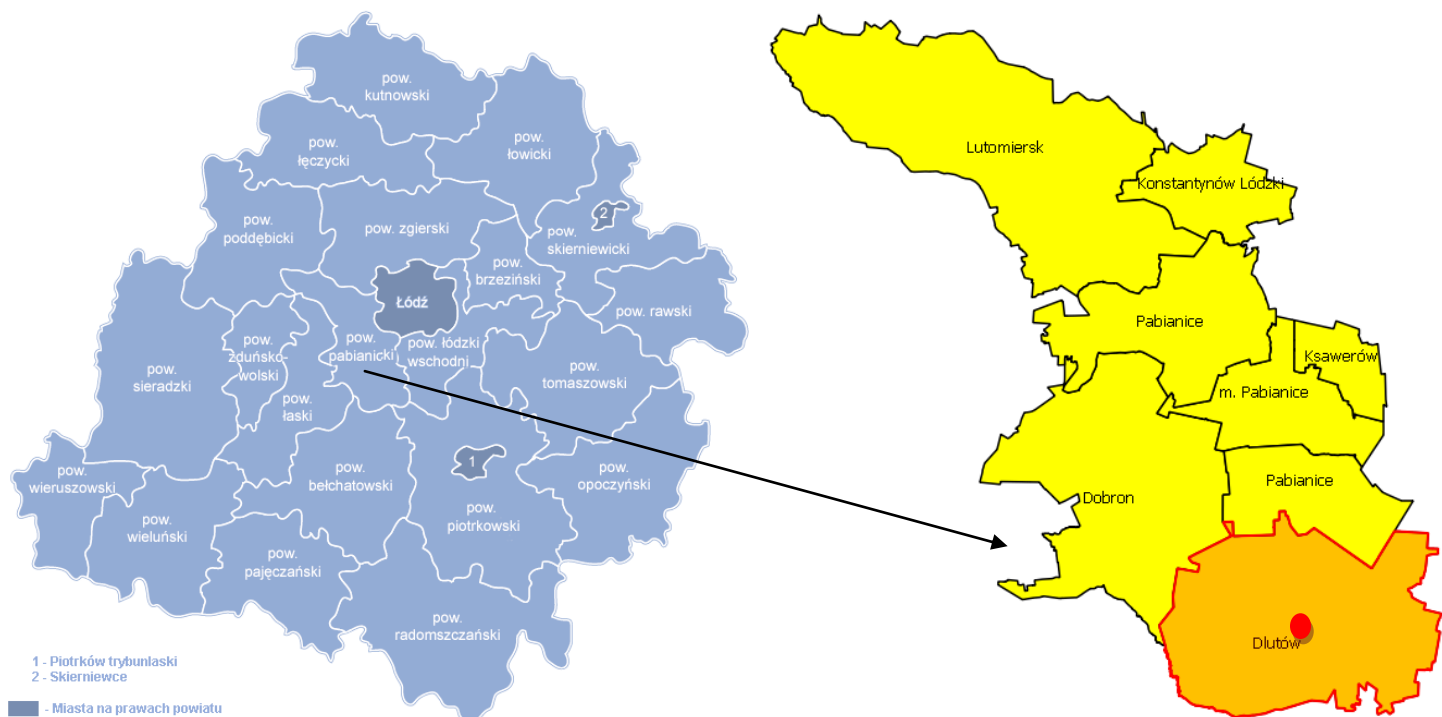 pow.
kutnowski
pow.
łęczycki
pow.
łowicki
pow.
poddębicki
pow. zgierski
2
pow.
skierniewicki
pow.
brzeziński
Łódź
pow. rawski
pow.
sieradzki
pow.
zduńsko-
wolski
pow.
pabianicki
pow. łódzki
wschodni
pow.
tomaszowski
pow.
łaski
pow.
wieruszowski
pow.
bełchatowski
1
pow.
opoczyński
pow.
wieluński
pow.
piotrkowski
pow.
pajęczański
pow.
radomszczański
1 - Piotrków trybunlaski
2 - Skierniewce
- Miasta na prawach powiatu
Lutomiersk
Konstantynów Lódzki
Pabianice
Ksawerów
m. Pabianice
Pabianice
Dobron
Dlutów